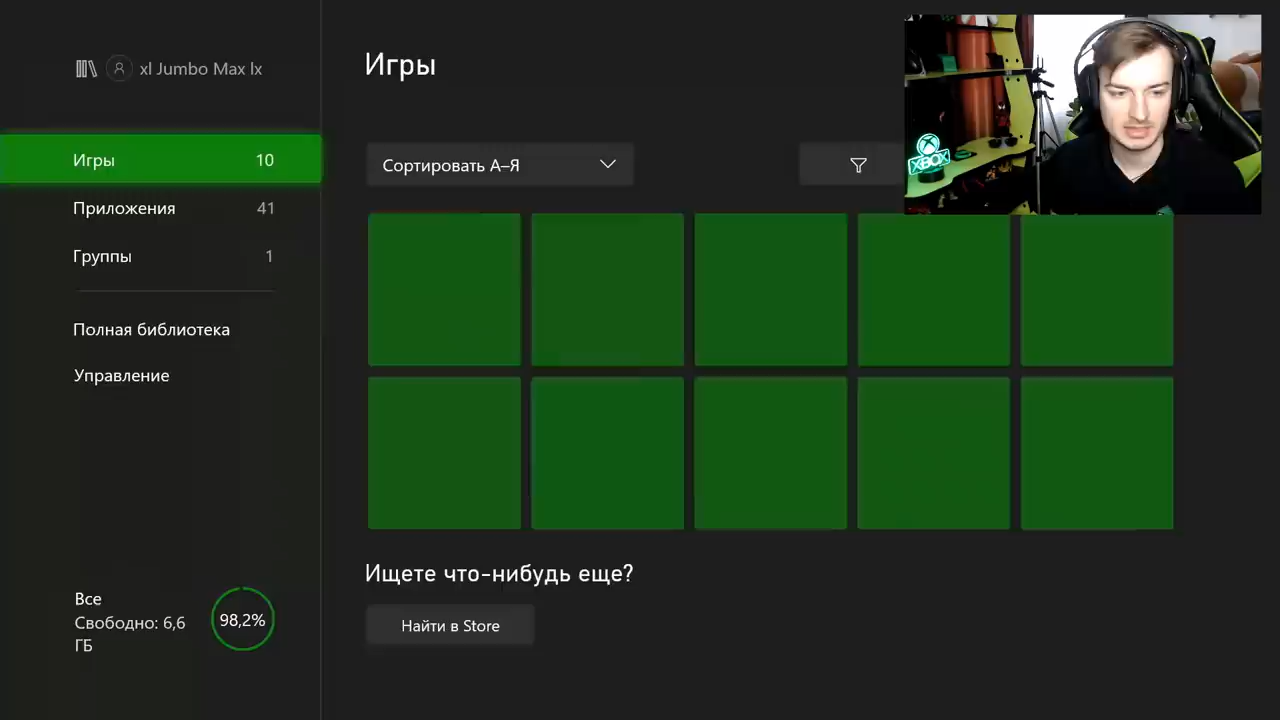 xl Jumbo Max lx
Игры
Игры 10
Сортировать А–Я
Приложения 41
Группы 1
Полная библиотека
Управление
Ищете что-нибудь еще?
Найти в Store
Все
Свободно: 6,6
ГБ
98,2%
XBOX